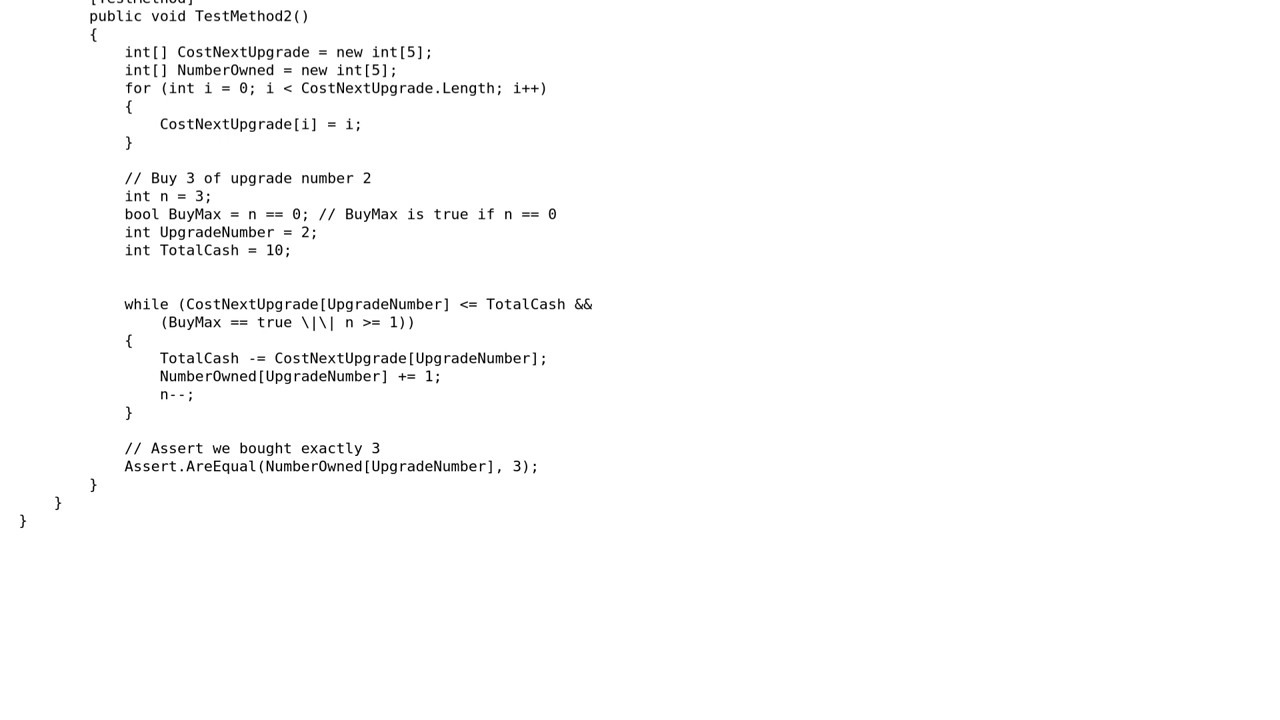 [TestMethod]
public void TestMethod2()
{
int[] CostNextUpgrade = new int[5];
int[] NumberOwned = new int[5];
for (int i = 0; i < CostNextUpgrade.Length; i++)
{
CostNextUpgrade[i] = i;
}
// Buy 3 of upgrade number 2
int n = 3;
bool BuyMax = n == 0; // BuyMax is true if n == 0
int UpgradeNumber = 2;
int TotalCash = 10;
while (CostNextUpgrade[UpgradeNumber] <= TotalCash &&
(BuyMax == true \|\| n >= 1))
{
TotalCash -= CostNextUpgrade[UpgradeNumber];
NumberOwned[UpgradeNumber] += 1;
n--;
}
// Assert we bought exactly 3
Assert.AreEqual(NumberOwned[UpgradeNumber], 3);
}
}
}